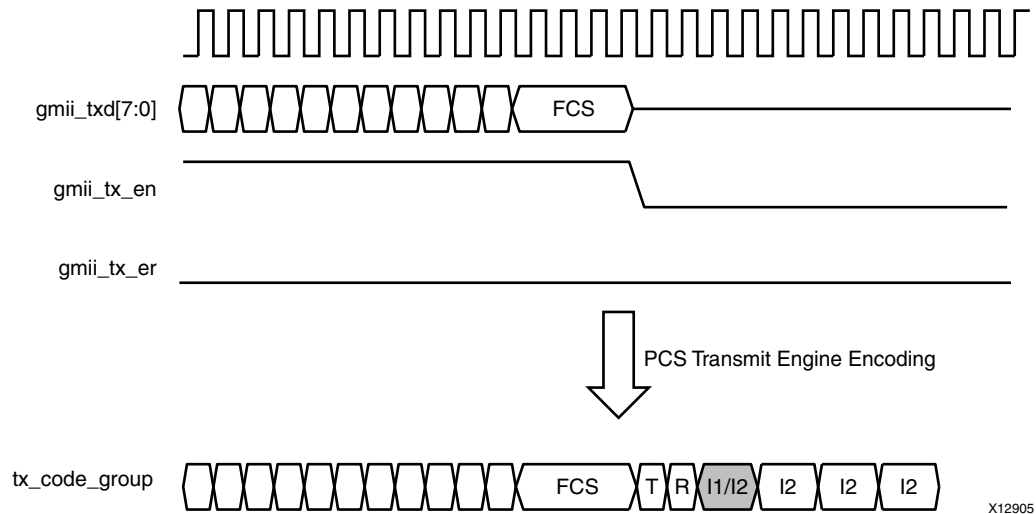 gmii_txd[7:0] FCS
gmii_tx_en
gmii_tx_er
PCS Transmit Engine Encoding
tx_code_group FCS T R I1/I2 I2 I2 I2
X12905